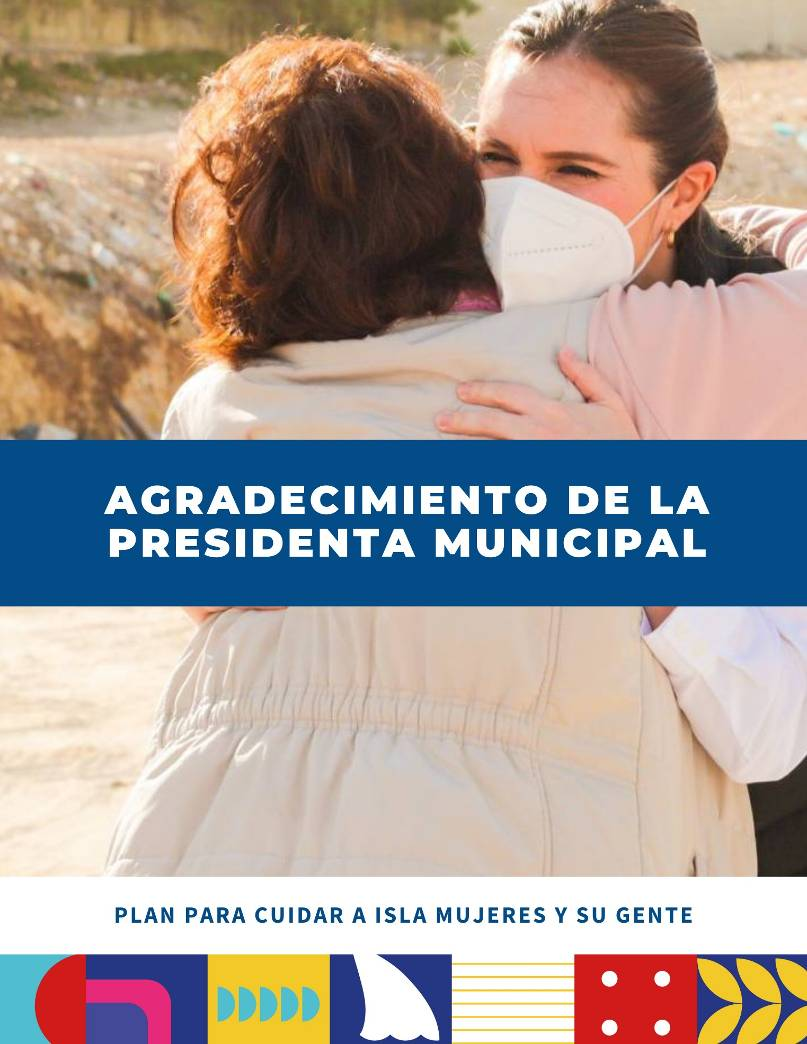 AGRADECIMIENTO DE LA
PRESIDENTA MUNICIPAL
PLAN PARA CUIDAR A ISLA MUJERES Y SU GENTE